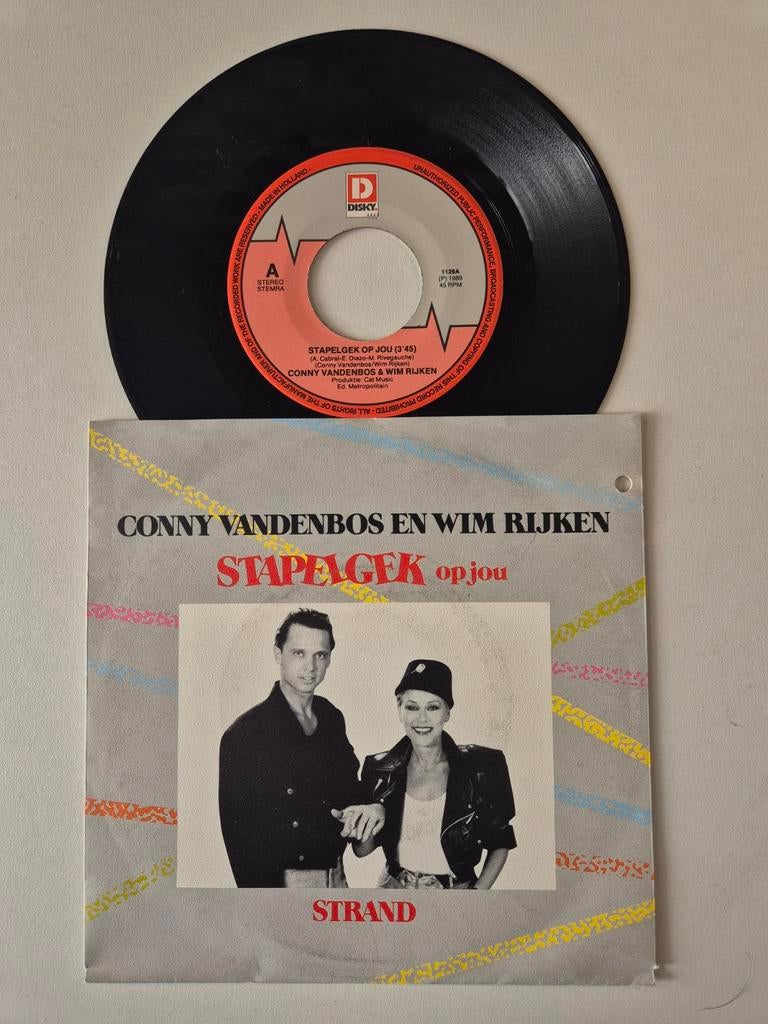 D
DISKY.
A
STEREO
STEMRA
1126A
(P) 1989
45 RPM
STAPELGEK OP JOU (3'45)
(A. Cabral-E. Diezo-M. Rivegauche)
(Conny Vandenbos/Wim Rijken)
CONNY VANDENBOS & WIM RIJKEN
Produktie: Cat Music
Ed. Metropolitain
UNAUTHORIZED PUBLIC PERFORMANCE, BROADCASTING AND COPYING OF THIS RECORD PROHIBITED - ALL RIGHTS OF THE MANUFACTURER AND OF THE RECORDED WORK ARE RESERVED - MADE IN HOLLAND -
CONNY VANDENBOS EN WIM RIJKEN
STAPELGEK op jou
STRAND